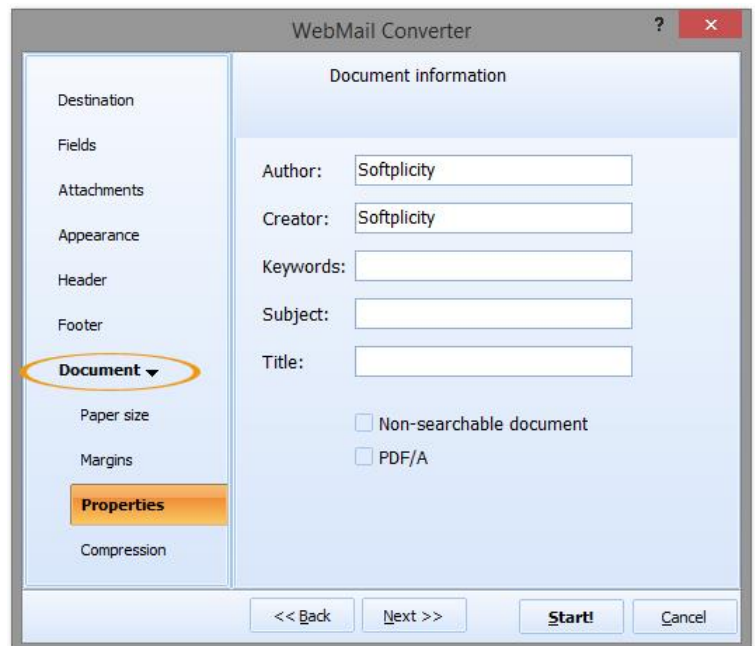 WebMail Converter
?
×
Destination
Fields
Attachments
Appearance
Header
Footer
Document
Paper size
Margins
Properties
Compression
Document information
Author: Softplicity
Creator: Softplicity
Keywords:
Subject:
Title:
Non-searchable document
PDF/A
<< Back Next >> Start! Cancel